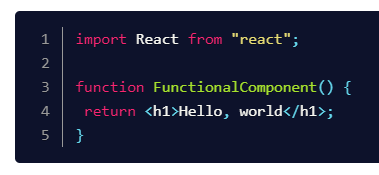 1 import React from "react";
2
3 function FunctionalComponent() {
4  return <h1>Hello, world</h1>;
5 }